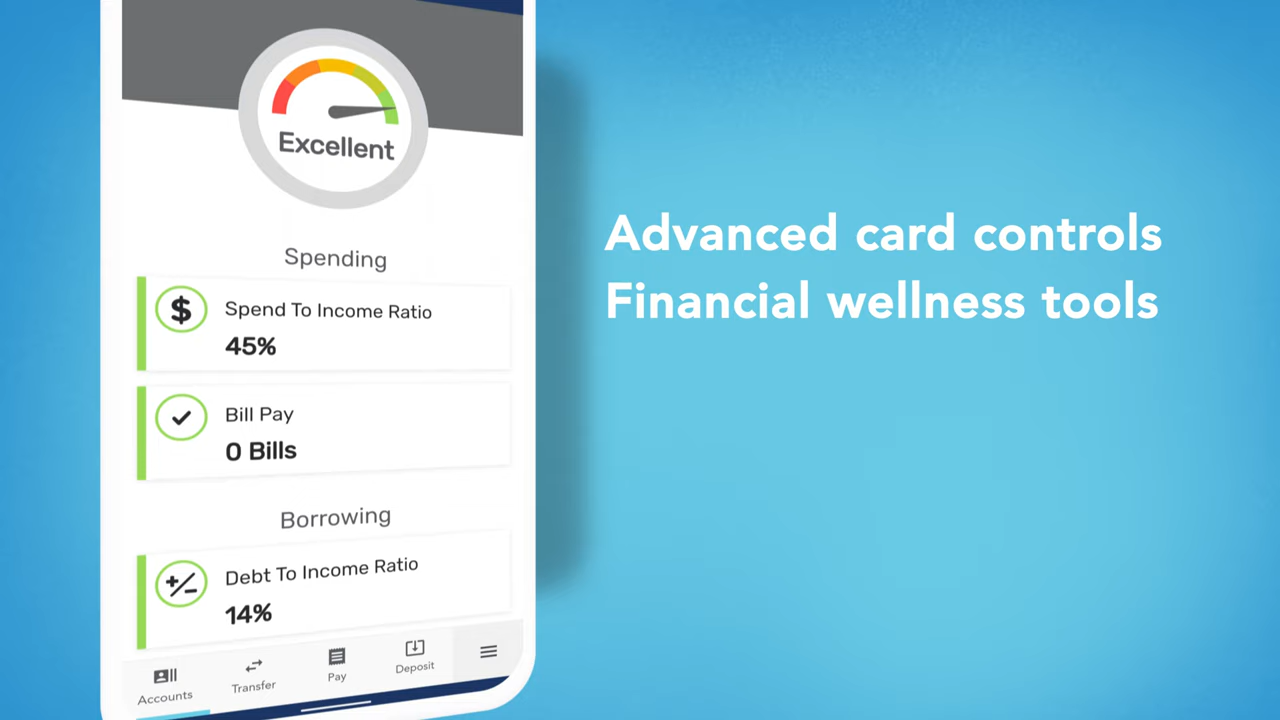 Excellent
Spending
Spend To Income Ratio
45%
Bill Pay
0 Bills
Borrowing
Debt To Income Ratio
14%
Accounts
Transfer
Pay
Deposit
Advanced card controls
Financial wellness tools